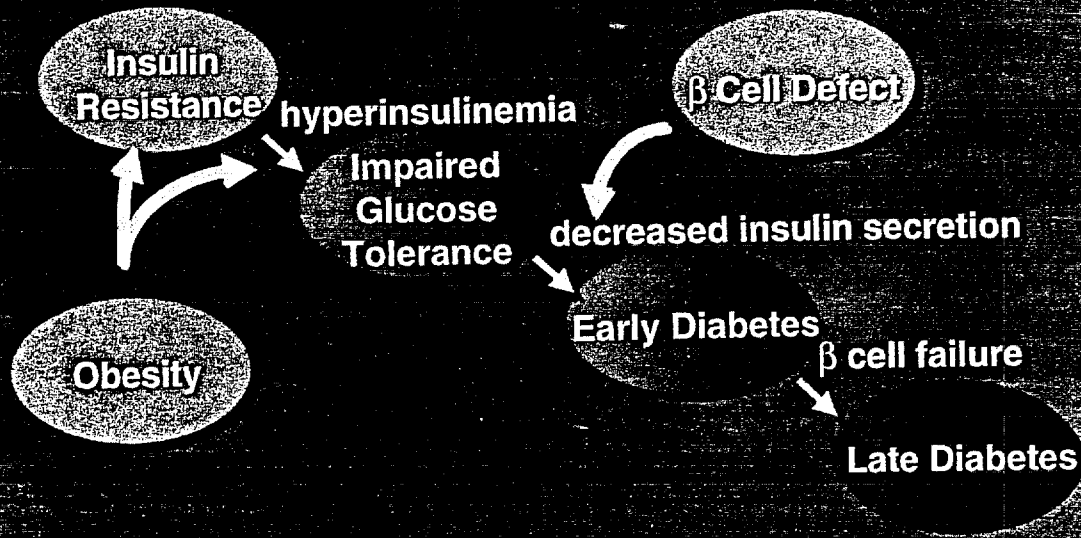 Insulin
Resistance
hyperinsulinemia
β Cell Defect
Impaired
Glucose
Tolerance
decreased insulin secretion
Early Diabetes
β cell failure
Obesity
Late Diabetes